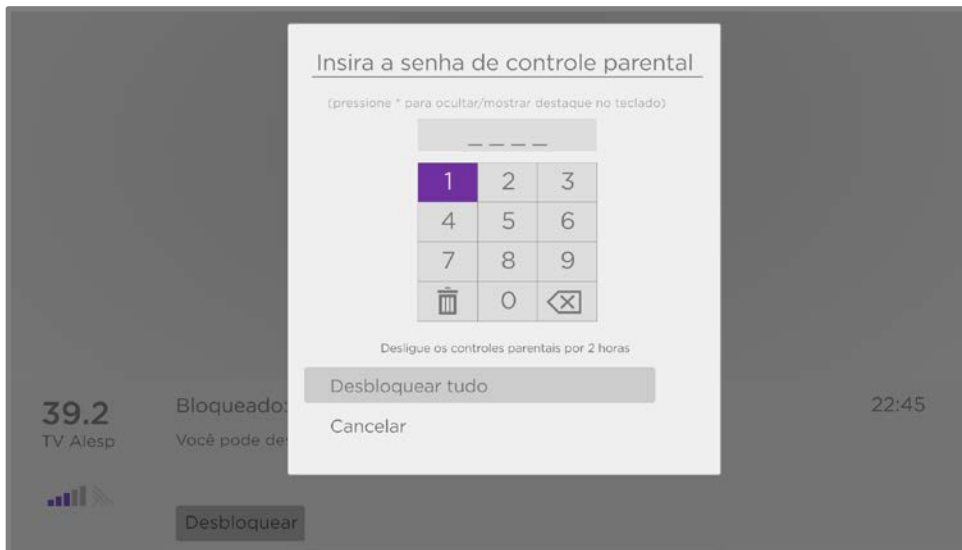 Insira a senha de controle parental
(pressione * para ocultar/mostrar destaque no teclado)
_ _ _ _
1 2 3
4 5 6
7 8 9
0
Desligue os controles parentais por 2 horas
Desbloquear tudo
Cancelar
39.2
TV Alesp
Bloqueado:
Você pode de
22:45
Desbloquear